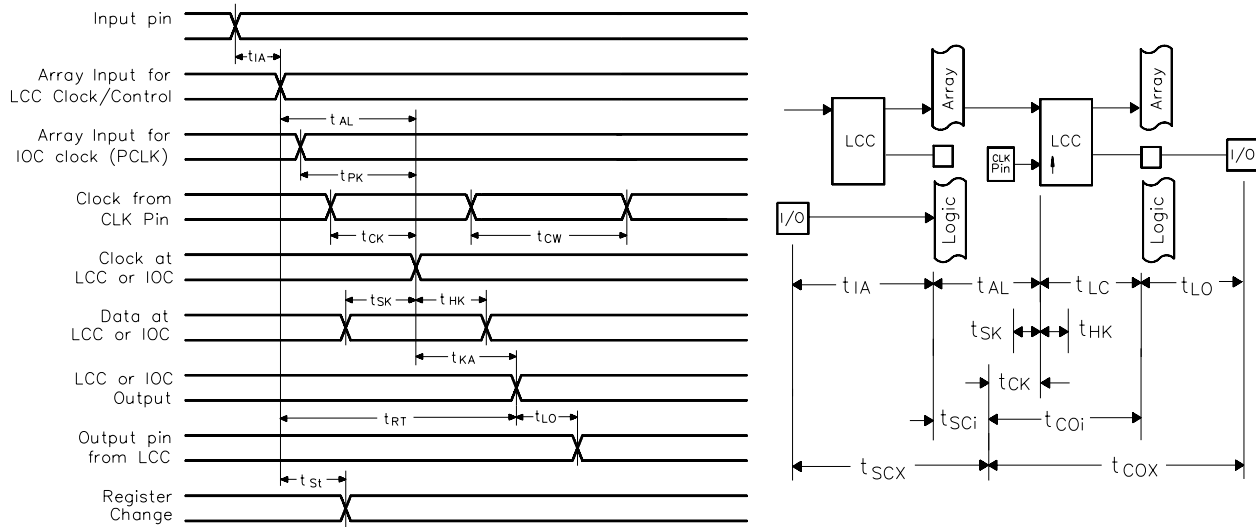 Input pin
tIA
Array Input for
LCC Clock/Control
tAL
Array Input for
IOC clock (PCLK)
tPK
Clock from
CLK Pin
tCK
tCW
Clock at
LCC or IOC
tSK
tHK
Data at
LCC or IOC
tKA
LCC or IOC
Output
tRT
tLO
Output pin
from LCC
tSt
Register
Change
Array
Array
LCC
LCC
CLK
Pin
I/O
I/O
Logic
Logic
tIA
tAL
tLC
tLO
tSK
tHK
tCK
tSCi
tCOi
tSCX
tCOX